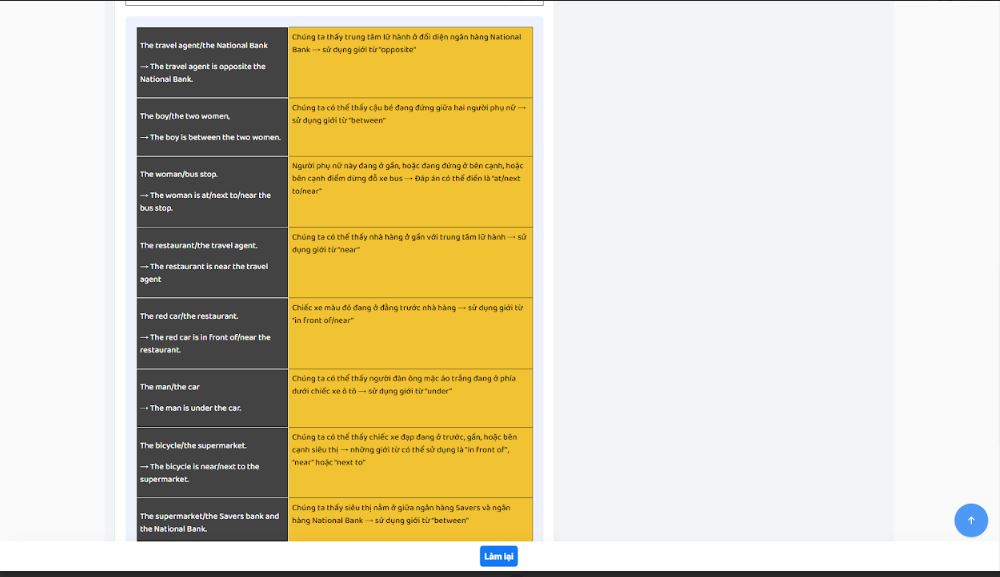 The travel agent/the National Bank
→ The travel agent is opposite the
National Bank.
Chúng ta thấy trung tâm lữ hành ở đối diện ngân hàng National
Bank → sử dụng giới từ "opposite"
The boy/the two women,
→ The boy is between the two women.
Chúng ta có thể thấy cậu bé đang đứng giữa hai người phụ nữ →
sử dụng giới từ "between"
The woman/bus stop.
→ The woman is at/next to/near the
bus stop.
Người phụ nữ này đang ở gần, hoặc đang đứng ở bên cạnh, hoặc
bên cạnh điểm dừng đỗ xe bus → Đáp án có thể điền là "at/next
to/near"
The restaurant/the travel agent.
→ The restaurant is near the travel
agent
Chúng ta có thể thấy nhà hàng ở gần với trung tâm lữ hành → sử
dụng giới từ "near"
The red car/the restaurant.
→ The red car is in front of/near the
restaurant.
Chiếc xe màu đỏ đang ở đằng trước nhà hàng → sử dụng giới từ
"in front of/near"
The man/the car
→ The man is under the car.
Chúng ta có thể thấy người đàn ông mặc áo trắng đang ở phía
dưới chiếc xe ô tô → sử dụng giới từ "under"
The bicycle/the supermarket.
→ The bicycle is near/next to the
supermarket.
Chúng ta có thể thấy chiếc xe đạp đang ở trước, gần, hoặc bên
cạnh siêu thị → những giới từ có thể sử dụng là "in front of",
"near" hoặc "next to"
The supermarket/the Savers bank and
the National Bank.
Chúng ta thấy siêu thị nằm ở giữa ngân hàng Savers và ngân
hàng National Bank → sử dụng giới từ "between"
Làm lại